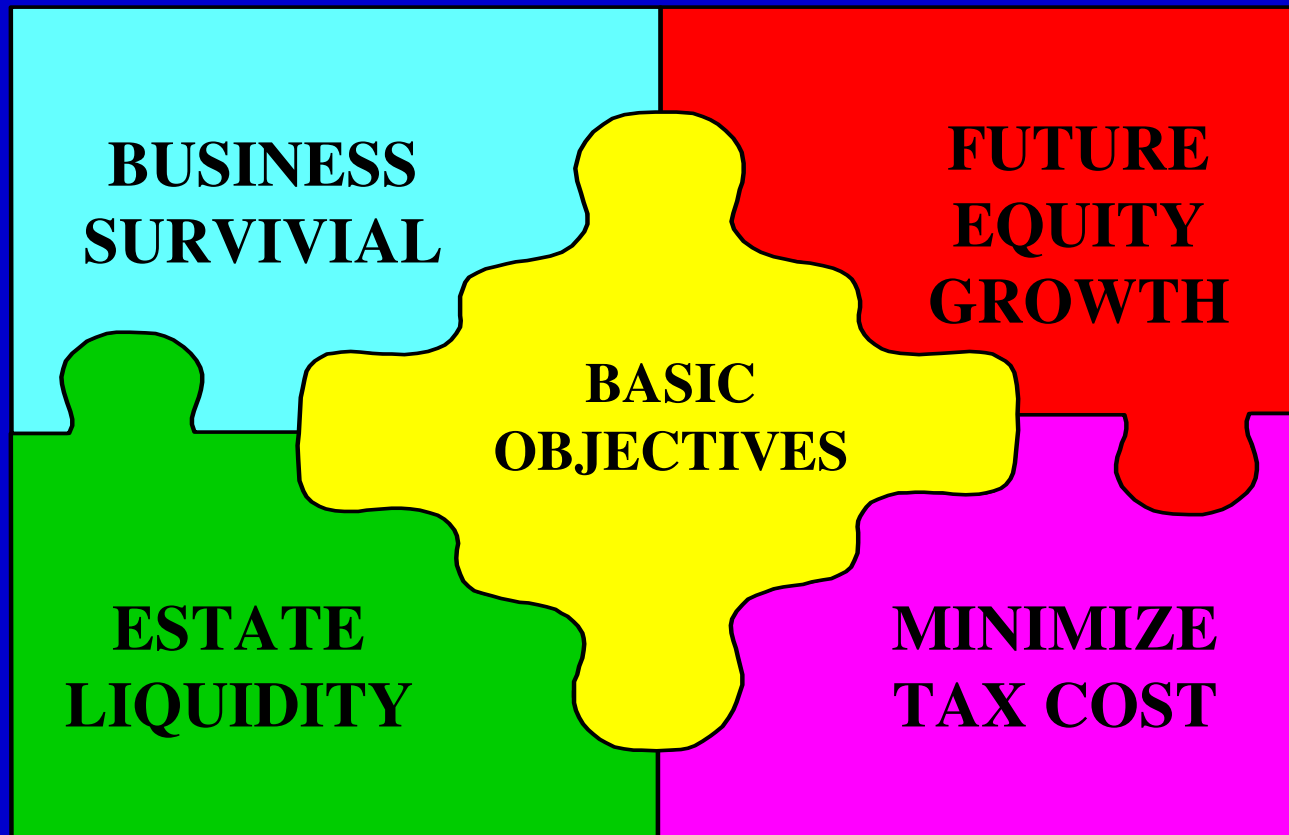 BUSINESS
SURVIVIAL
FUTURE
EQUITY
GROWTH
BASIC
OBJECTIVES
ESTATE
LIQUIDITY
MINIMIZE
TAX COST